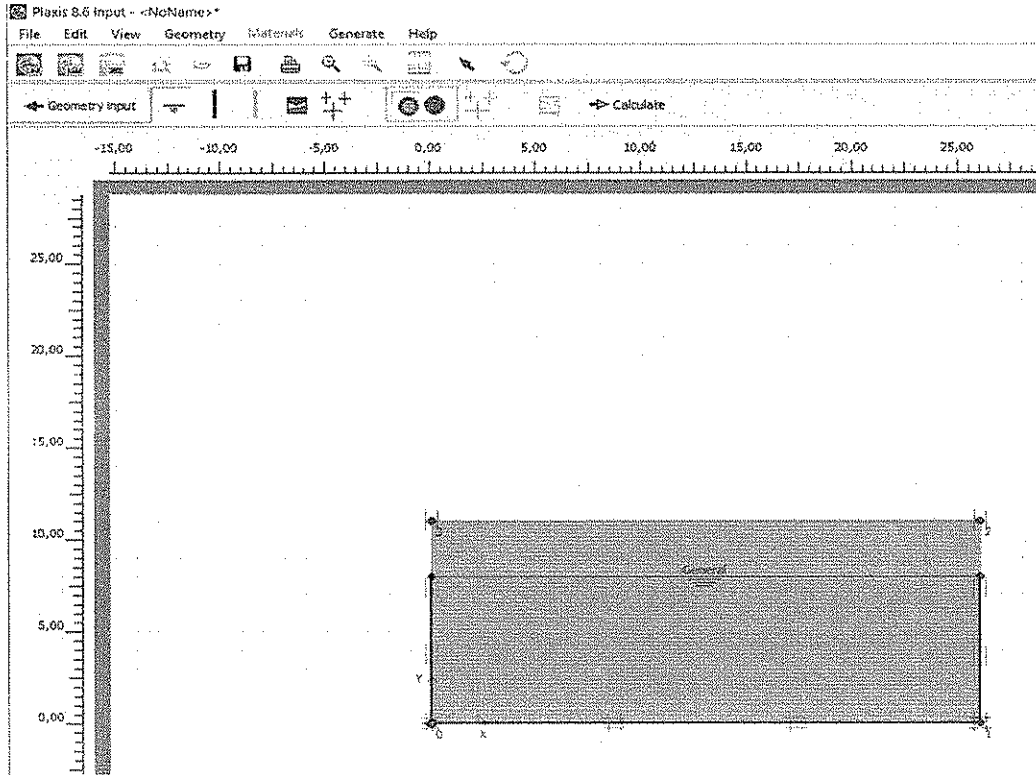 Plaxis 8.6 Input - <NoName>*
File Edit View Geometry Materials Generate Help
Geometry Input Calculate
-15,00 -10,00 -5,00 0,00 5,00 10,00 15,00 20,00 25,00
25,00
20,00
15,00
10,00
5,00
0,00
3 2
General
Y
0 x 1